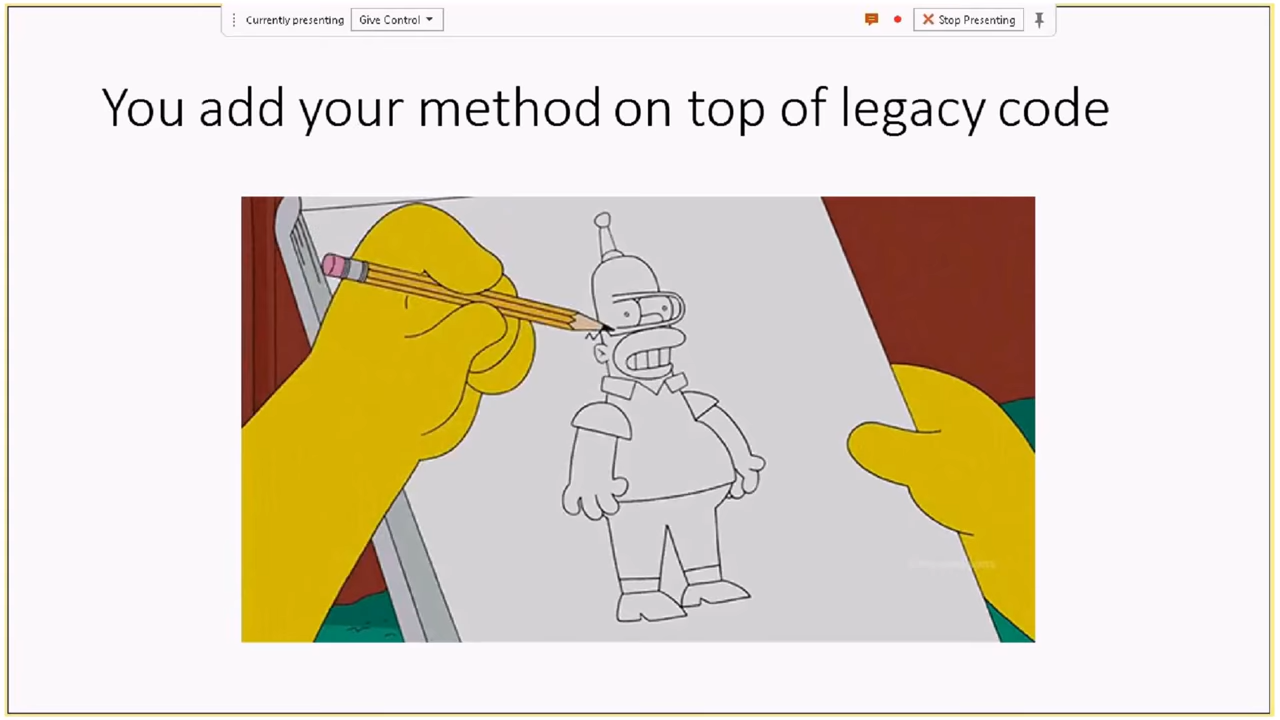 Currently presenting
Give Control
Stop Presenting
You add your method on top of legacy code